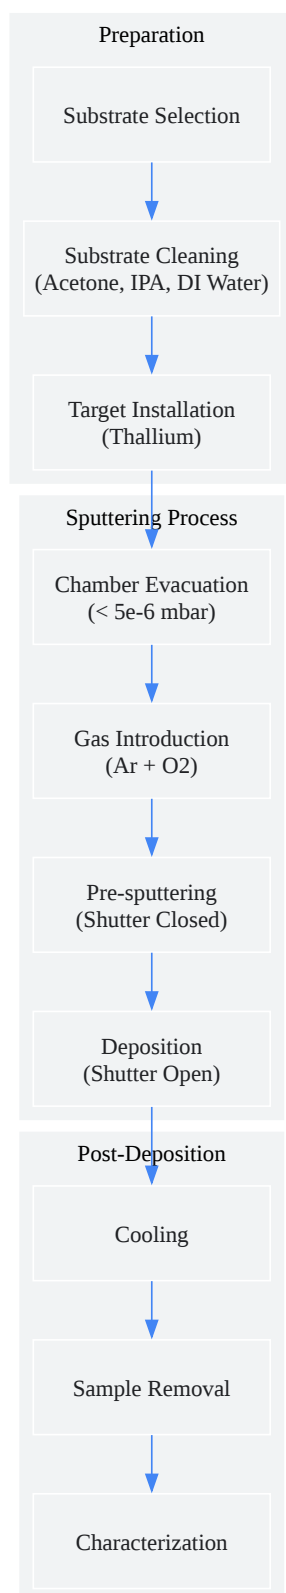 Preparation
Substrate Selection
Substrate Cleaning
(Acetone, IPA, DI Water)
Target Installation
(Thallium)
Sputtering Process
Chamber Evacuation
(< 5e-6 mbar)
Gas Introduction
(Ar + O2)
Pre-sputtering
(Shutter Closed)
Deposition
(Shutter Open)
Post-Deposition
Cooling
Sample Removal
Characterization